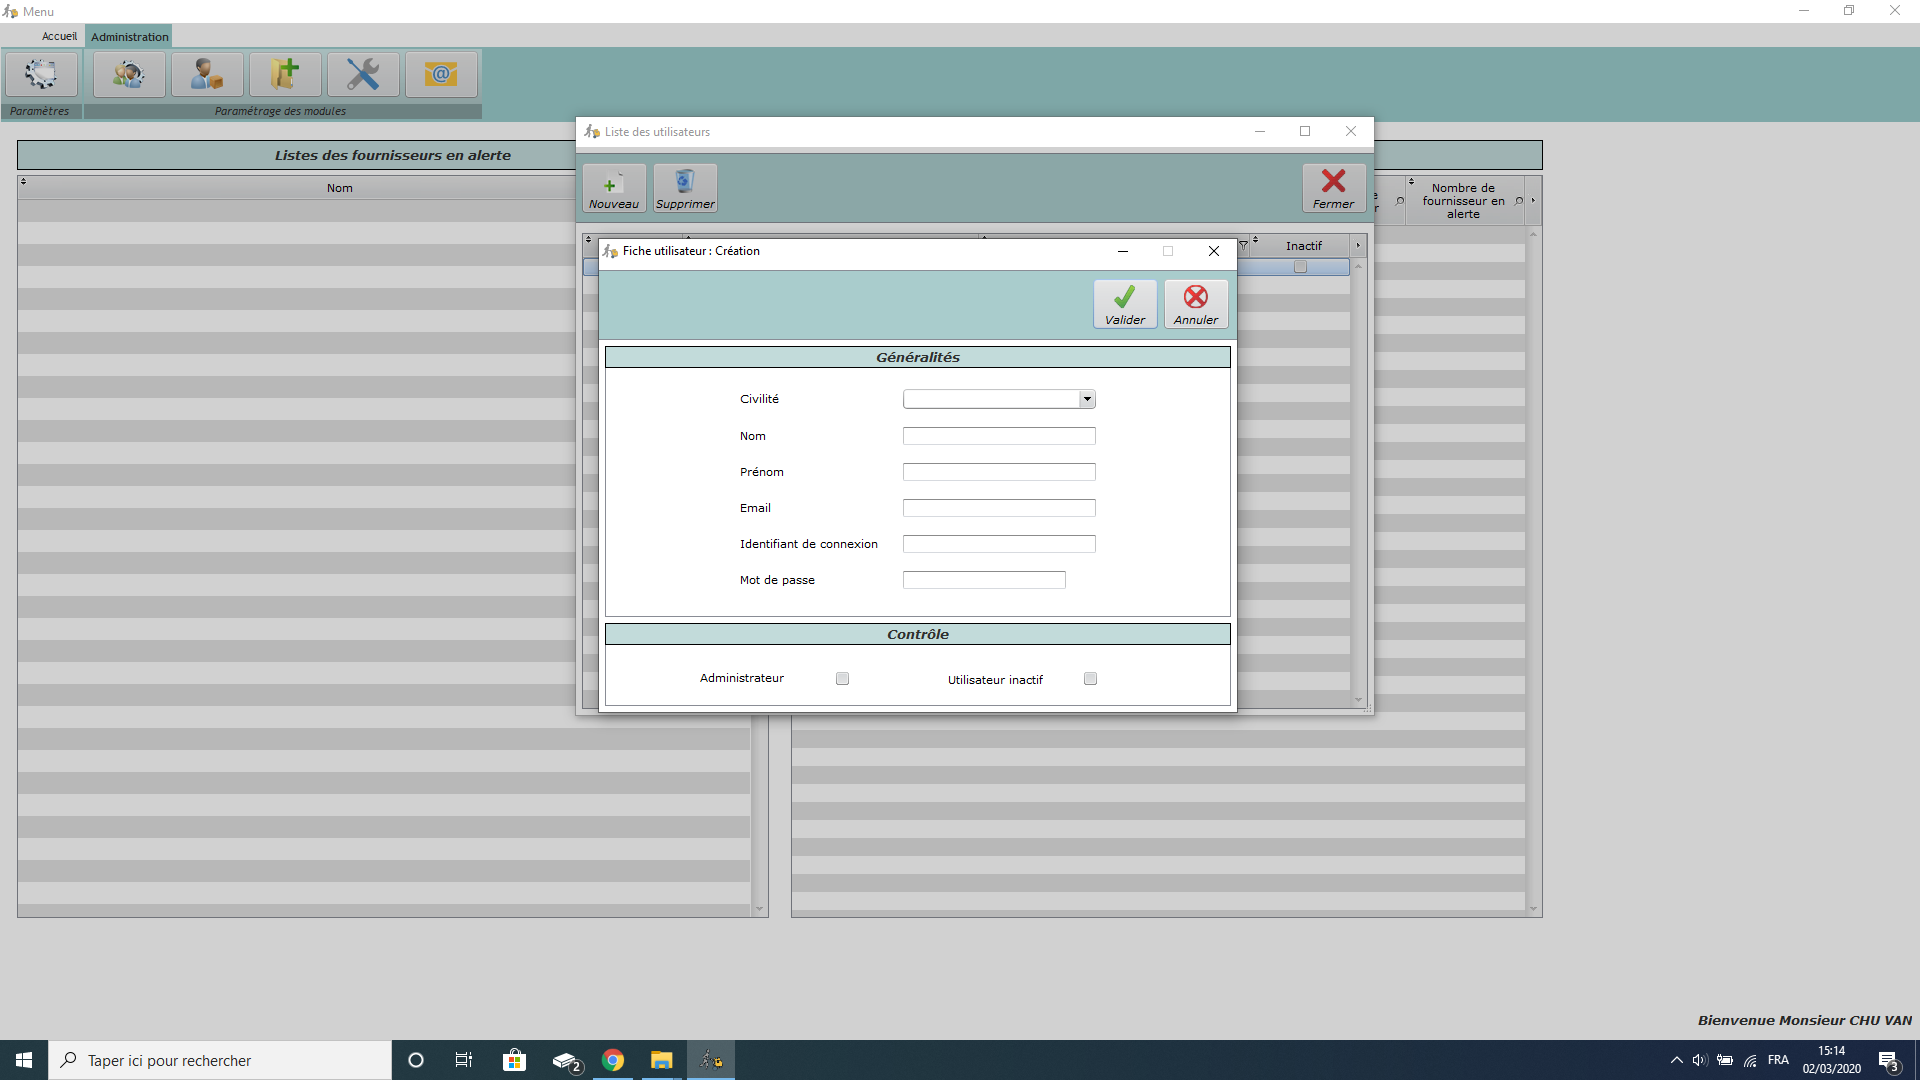 Menu
Accueil
Administration
Paramètres
Paramétrage des modules
Listes des fournisseurs en alerte
Nom
Nombre de
fournisseur en
alerte
Liste des utilisateurs
Nouveau
Supprimer
Fermer
Inactif
Fiche utilisateur : Création
Valider
Annuler
Généralités
Civilité
Nom
Prénom
Email
Identifiant de connexion
Mot de passe
Contrôle
Administrateur
Utilisateur inactif
Bienvenue Monsieur CHU VAN
Taper ici pour rechercher
2
FRA
15:14
02/03/2020
3